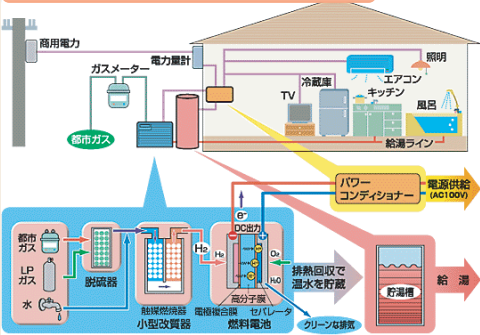 商用電力
ガスメーター
電力量計
都市ガス
照明
エアコン
冷蔵庫
TV
キッチン
風呂
給湯ライン
パワー
コンディショナー
電源供給
(AC100V)
e⁻
DC出力
都市
ガス
LP
ガス
水
脱硫器
触媒燃焼器
小型改質器
H2
H2
O2
H2O
高分子膜
電極複合膜
セパレータ
燃料電池
クリーンな排気
排熱回収で
温水を貯蔵
貯湯槽
給湯